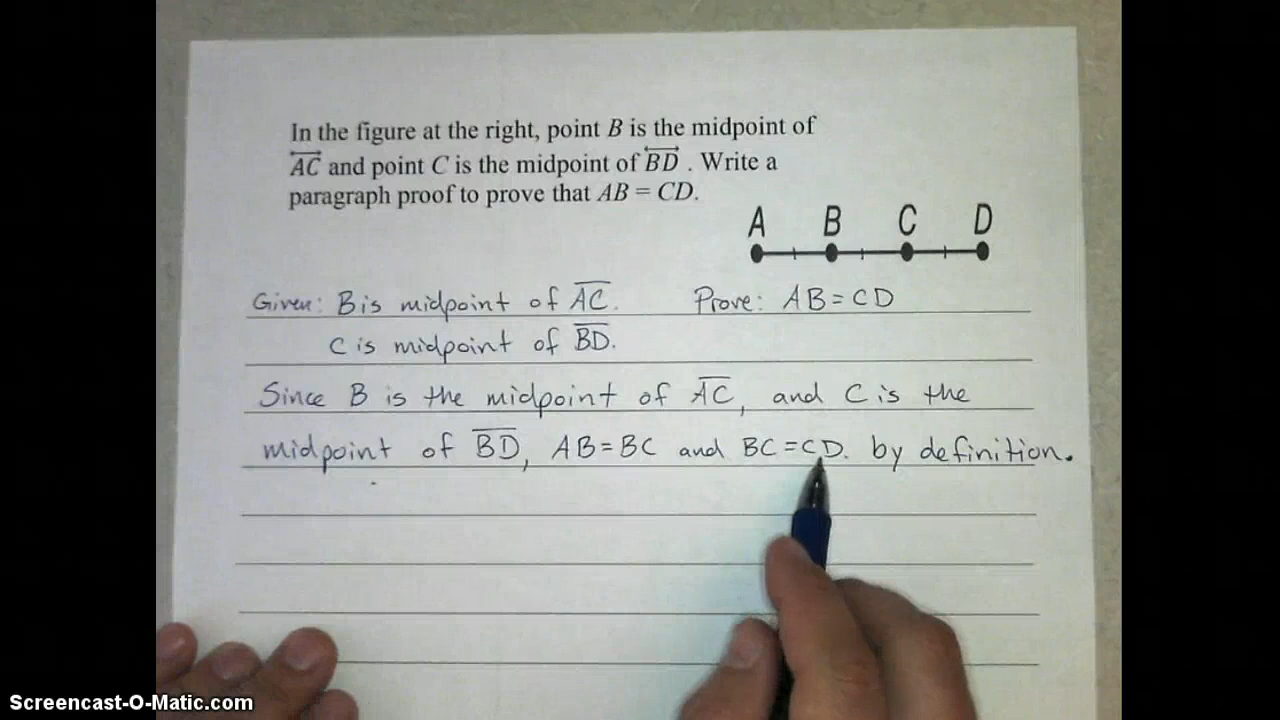 In the figure at the right, point B is the midpoint of
AC and point C is the midpoint of BD . Write a
paragraph proof to prove that AB = CD.
A B C D
Given: B is midpoint of AC. Prove: AB=CD
C is midpoint of BD.
Since B is the midpoint of AC, and C is the
midpoint of BD, AB=BC and BC=CD. by definition.
Screencast-O-Matic.com